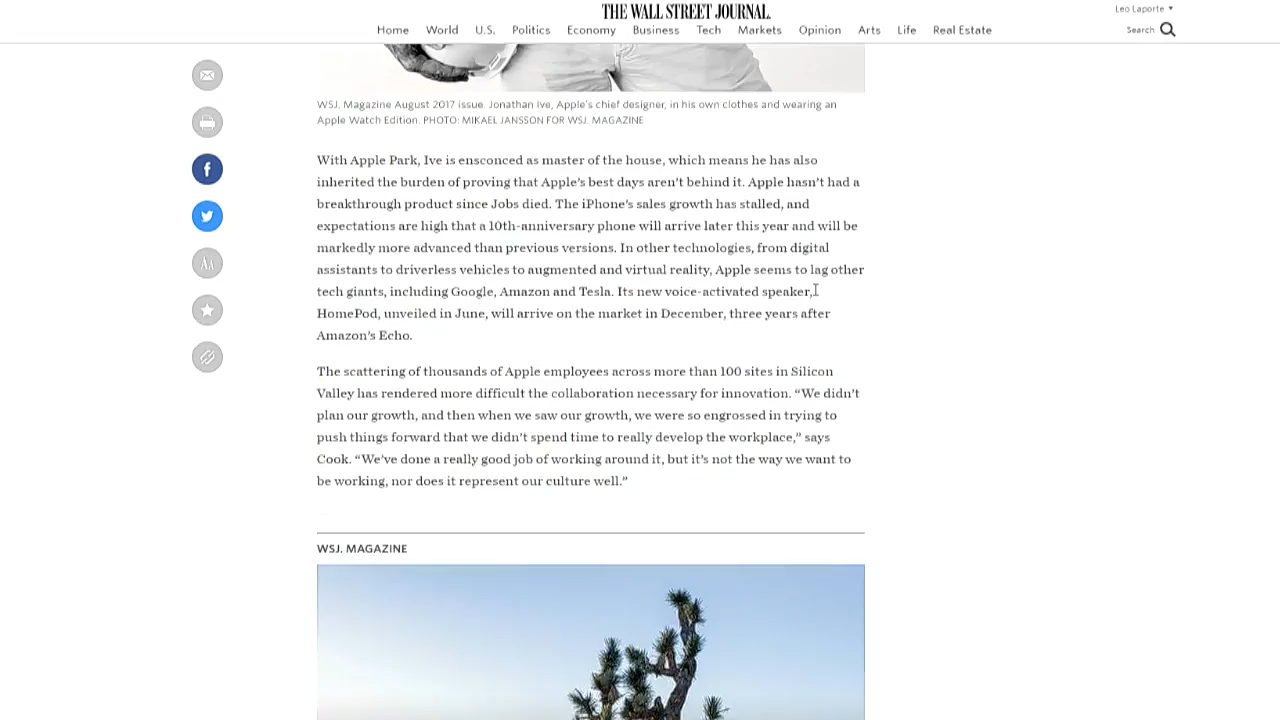 THE WALL STREET JOURNAL.
Leo Laporte
Home World U.S. Politics Economy Business Tech Markets Opinion Arts Life Real Estate
Search
WSJ. Magazine August 2017 issue. Jonathan Ive, Apple's chief designer, in his own clothes and wearing an
Apple Watch Edition. PHOTO: MIKAEL JANSSON FOR WSJ. MAGAZINE
With Apple Park, Ive is ensconced as master of the house, which means he has also
inherited the burden of proving that Apple's best days aren't behind it. Apple hasn't had a
breakthrough product since Jobs died. The iPhone's sales growth has stalled, and
expectations are high that a 10th-anniversary phone will arrive later this year and will be
markedly more advanced than previous versions. In other technologies, from digital
assistants to driverless vehicles to augmented and virtual reality, Apple seems to lag other
tech giants, including Google, Amazon and Tesla. Its new voice-activated speaker,
HomePod, unveiled in June, will arrive on the market in December, three years after
Amazon's Echo.
The scattering of thousands of Apple employees across more than 100 sites in Silicon
Valley has rendered more difficult the collaboration necessary for innovation. “We didn't
plan our growth, and then when we saw our growth, we were so engrossed in trying to
push things forward that we didn't spend time to really develop the workplace,” says
Cook. “We've done a really good job of working around it, but it's not the way we want to
be working, nor does it represent our culture well.”
WSJ. MAGAZINE